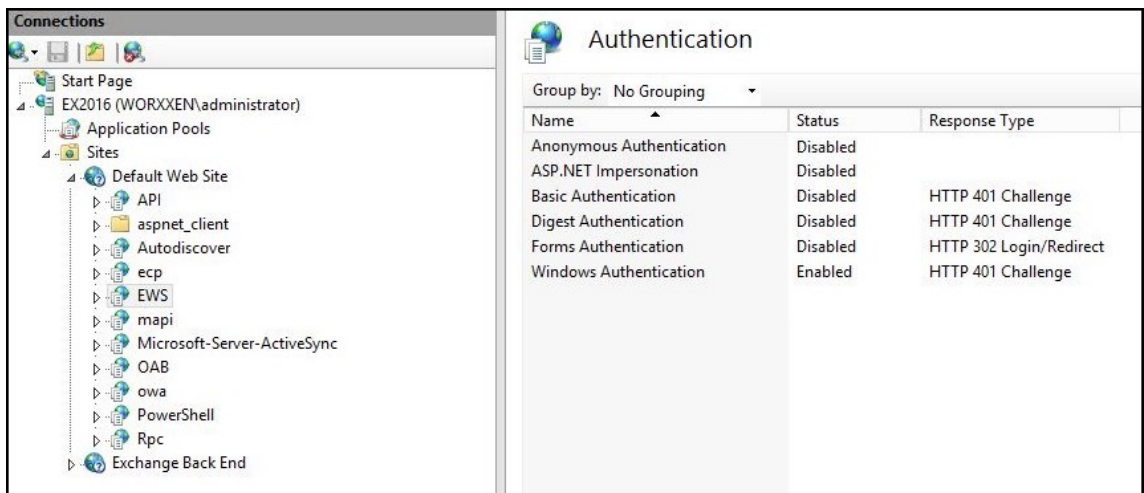 Connections
Start Page
EX2016 (WORXXEN\administrator)
Application Pools
Sites
Default Web Site
API
aspnet_client
Autodiscover
ecp
EWS
mapi
Microsoft-Server-ActiveSync
OAB
owa
PowerShell
Rpc
Exchange Back End
Authentication
Group by: No Grouping
Name Status Response Type
Anonymous Authentication Disabled
ASP.NET Impersonation Disabled
Basic Authentication Disabled HTTP 401 Challenge
Digest Authentication Disabled HTTP 401 Challenge
Forms Authentication Disabled HTTP 302 Login/Redirect
Windows Authentication Enabled HTTP 401 Challenge